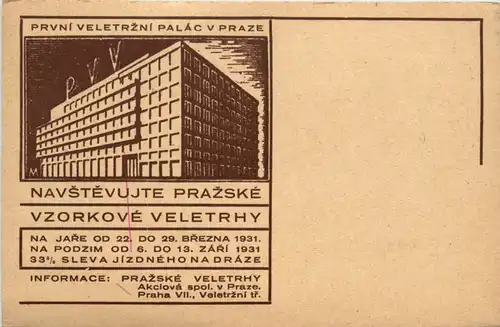 PRVNÍ VELETRŽNÍ PALÁC V PRAZE
PVV
M
NAVŠTĚVUJTE PRAŽSKÉ
VZORKOVÉ VELETRHY
NA JAŘE OD 22. DO 29. BŘEZNA 1931.
NA PODZIM OD 6. DO 13. ZÁŘÍ 1931
33% SLEVA JÍZDNÉHO NA DRÁZE
INFORMACE: PRAŽSKÉ VELETRHY
Akciová spol. v Praze.
Praha VII., Veletržní tř.